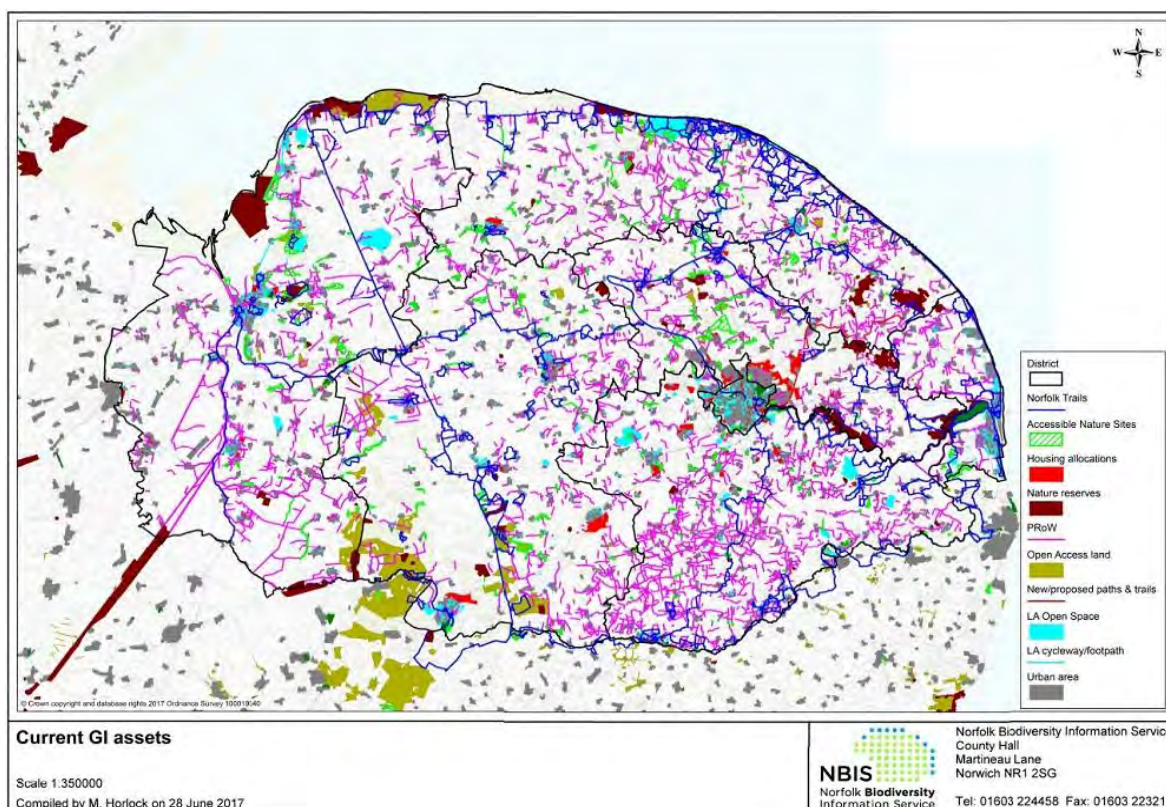 N
W E
S
District
Norfolk Trails
Accessible Nature Sites
Housing allocations
Nature reserves
PRoW
Open Access land
New/proposed paths & trails
LA Open Space
LA cycleway/footpath
Urban area
© Crown copyright and database rights 2017 Ordnance Survey 100019340
Current GI assets
Scale 1:350000
Compiled by M. Horlock on 28 June 2017
NBIS
Norfolk Biodiversity
Information Service
Norfolk Biodiversity Information Servic
County Hall
Martineau Lane
Norwich NR1 2SG
Tel: 01603 224458 Fax: 01603 22321